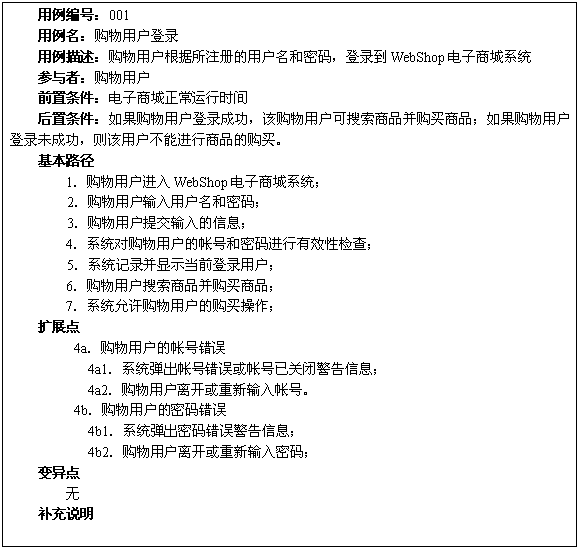 用例编号：001
用例名：购物用户登录
用例描述：购物用户根据所注册的用户名和密码，登录到 WebShop 电子商城系统
参与者：购物用户
前置条件：电子商城正常运行时间
后置条件：如果购物用户登录成功，该购物用户可搜索商品并购买商品；如果购物用户
登录未成功，则该用户不能进行商品的购买。
基本路径
1．购物用户进入 WebShop 电子商城系统；
2．购物用户输入用户名和密码；
3．购物用户提交输入的信息；
4．系统对购物用户的帐号和密码进行有效性检查；
5．系统记录并显示当前登录用户；
6．购物用户搜索商品并购买商品；
7．系统允许购物用户的购买操作；
扩展点
4a．购物用户的帐号错误
4a1．系统弹出帐号错误或帐号已关闭警告信息；
4a2．购物用户离开或重新输入帐号。
4b．购物用户的密码错误
4b1．系统弹出密码错误警告信息；
4b2．购物用户离开或重新输入密码；
变异点
无
补充说明